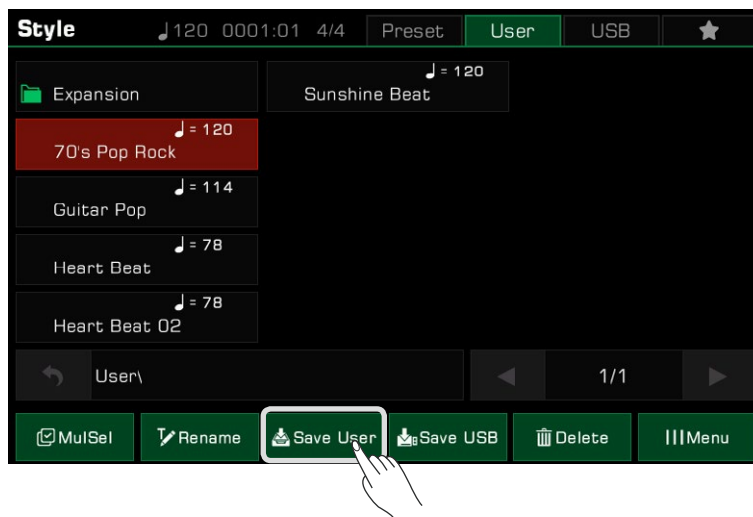 Style ♩120 0001:01 4/4 Preset User USB ★
Expansion
♩= 120
Sunshine Beat
♩= 120
70's Pop Rock
♩= 114
Guitar Pop
♩= 78
Heart Beat
♩= 78
Heart Beat 02
User\ 1/1
MulSel Rename Save User Save USB Delete Menu